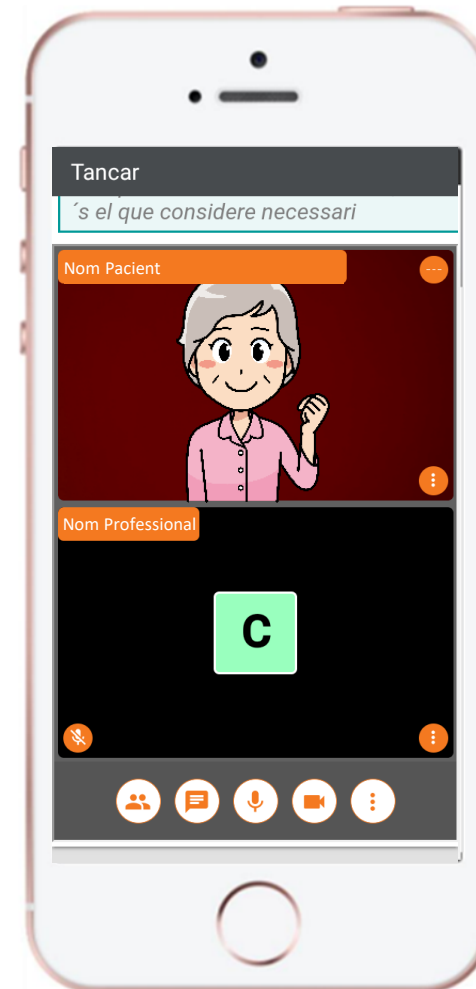 Tancar
´s el que considere necessari
Nom Pacient
---
Nom Professional
C